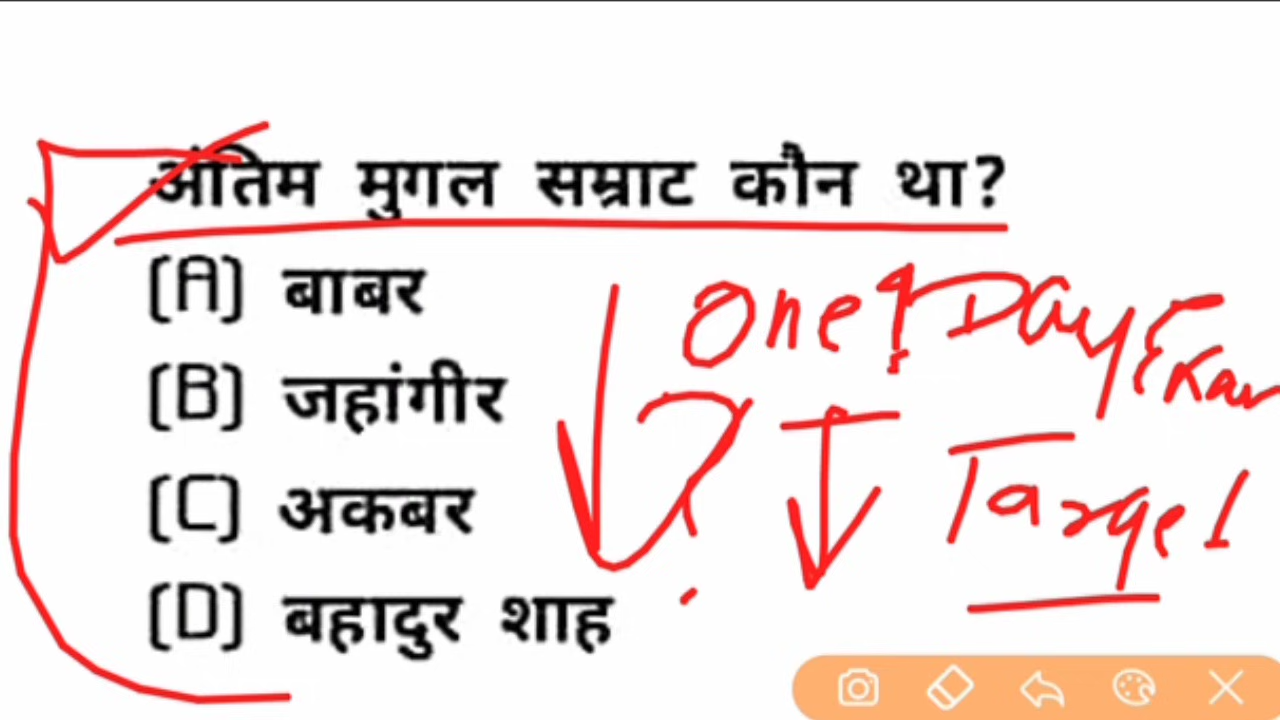 अंतिम मुगल सम्राट कौन था?
(A) बाबर
(B) जहांगीर
(C) अकबर
(D) बहादुर शाह
One Day
Target